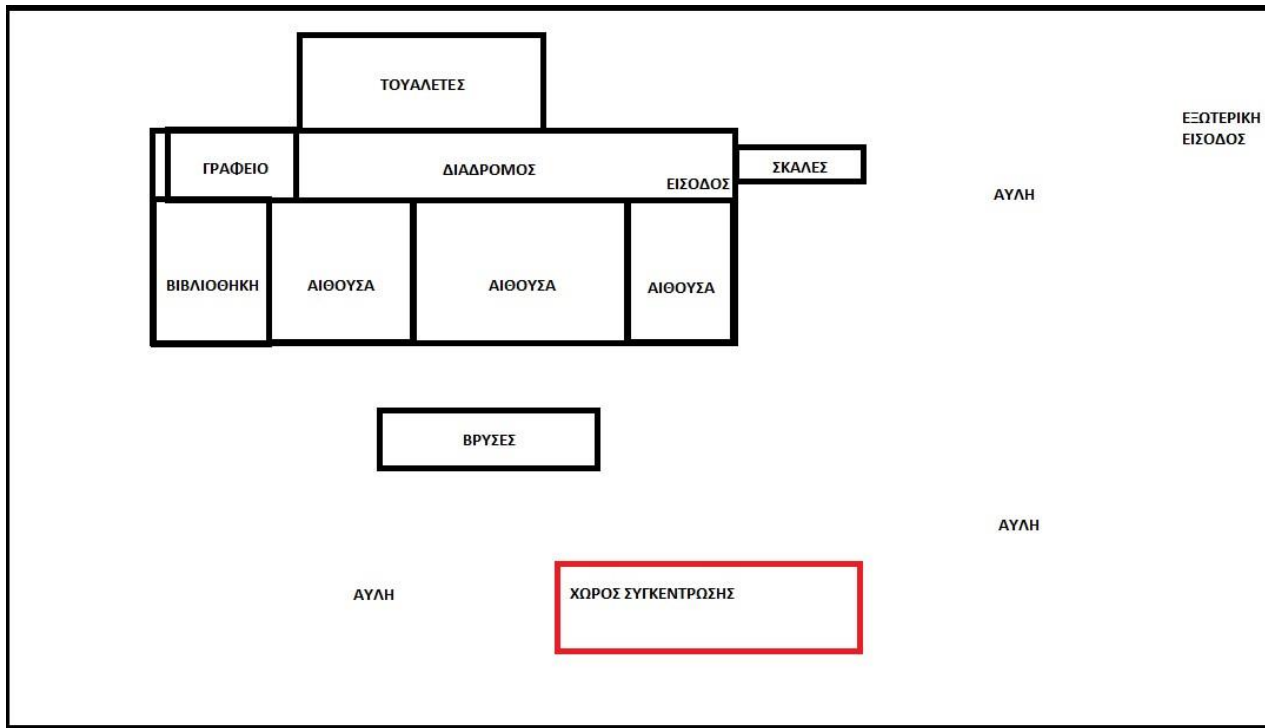 ΤΟΥΑΛΕΤΕΣ
ΕΞΩΤΕΡΙΚΗ
ΕΙΣΟΔΟΣ
ΓΡΑΦΕΙΟ
ΔΙΑΔΡΟΜΟΣ
ΕΙΣΟΔΟΣ
ΣΚΑΛΕΣ
ΑΥΛΗ
ΒΙΒΛΙΟΘΗΚΗ
ΑΙΘΟΥΣΑ
ΑΙΘΟΥΣΑ
ΑΙΘΟΥΣΑ
ΒΡΥΣΕΣ
ΑΥΛΗ
ΑΥΛΗ
ΧΩΡΟΣ ΣΥΓΚΕΝΤΡΩΣΗΣ